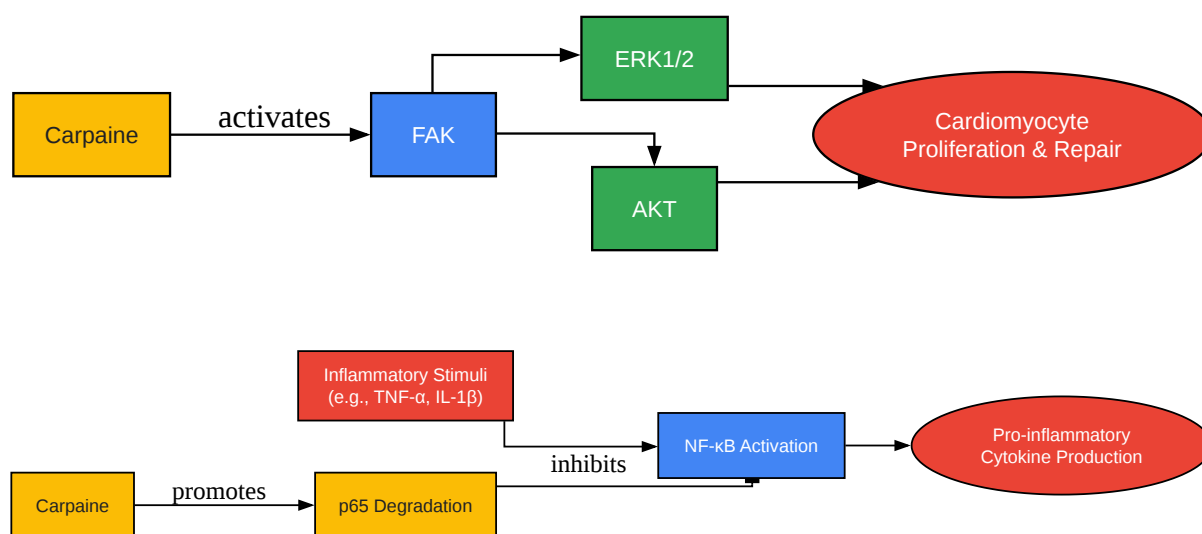 ERK1/2
Carpaine
activates
FAK
Cardiomyocyte
Proliferation & Repair
AKT
Inflammatory Stimuli
(e.g., TNF-α, IL-1β)
NF-κB Activation
Pro-inflammatory
Cytokine Production
inhibits
Carpaine
promotes
p65 Degradation